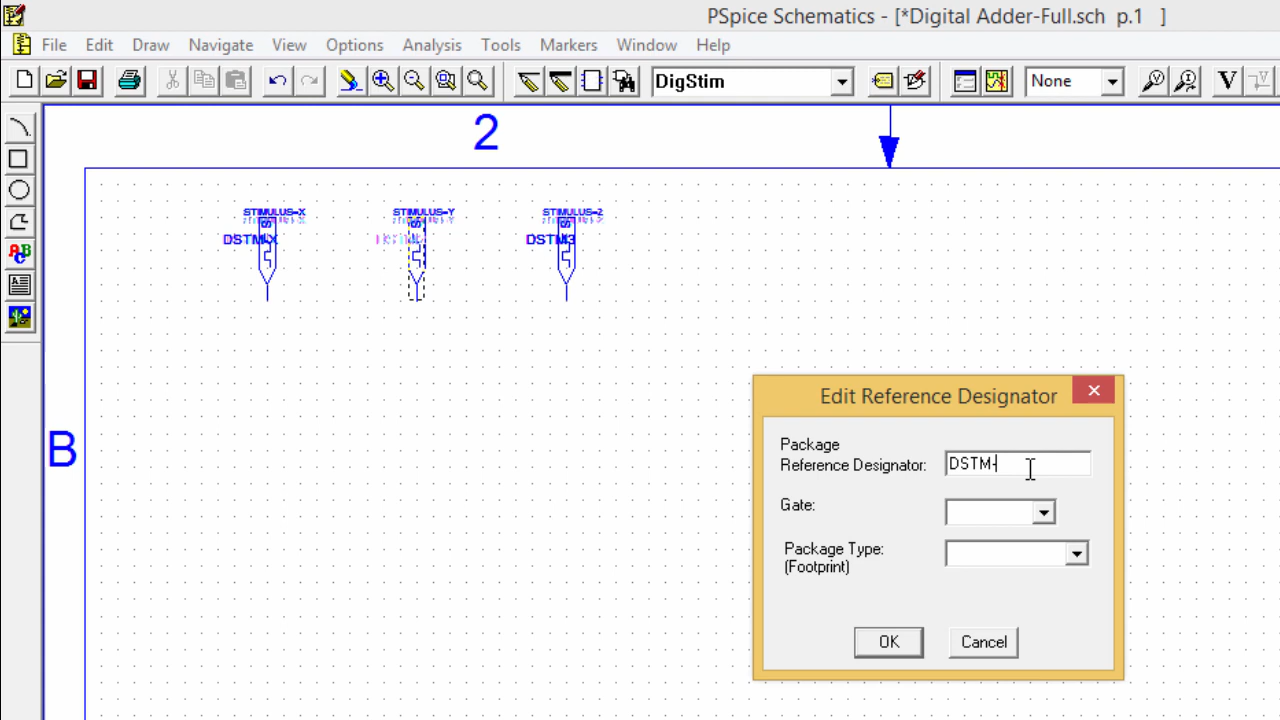 PSpice Schematics - [*Digital Adder-Full.sch p.1 ]
File Edit Draw Navigate View Options Analysis Tools Markers Window Help
DigStim
None
V
ABC
2
STIMULUS-X STIMULUS-Y STIMULUS-Z
DSTM-X DSTM3
B
Edit Reference Designator
Package
Reference Designator: DSTM-
Gate:
Package Type:
(Footprint)
OK Cancel